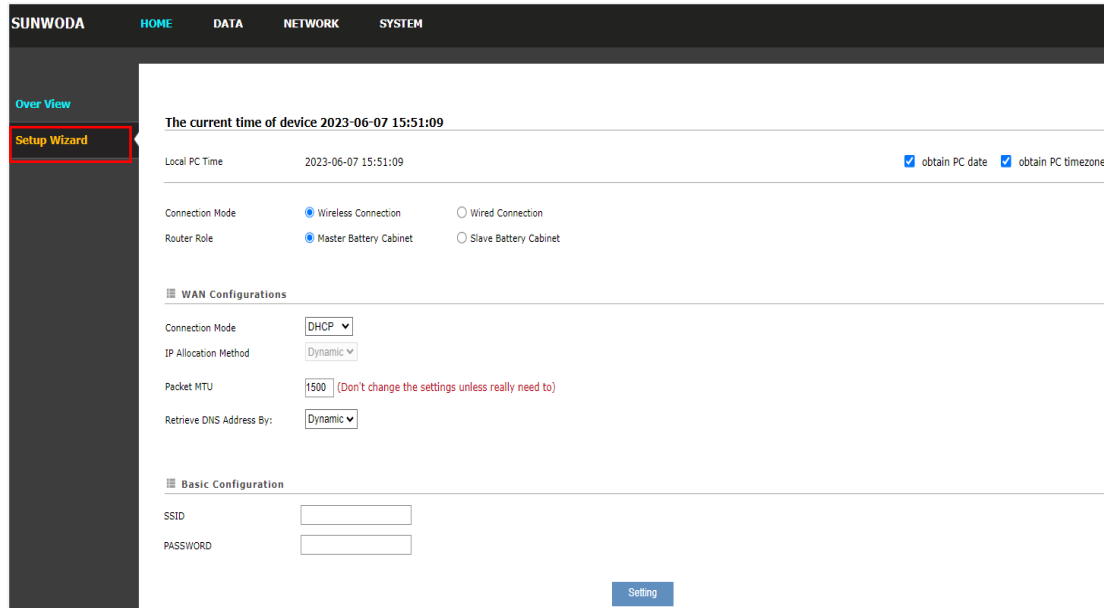 SUNWODA HOME DATA NETWORK SYSTEM
Over View
Setup Wizard
The current time of device 2023-06-07 15:51:09
Local PC Time 2023-06-07 15:51:09 obtain PC date obtain PC timezone
Connection Mode Wireless Connection Wired Connection
Router Role Master Battery Cabinet Slave Battery Cabinet
WAN Configurations
Connection Mode DHCP
IP Allocation Method Dynamic
Packet MTU 1500 (Don't change the settings unless really need to)
Retrieve DNS Address By: Dynamic
Basic Configuration
SSID
PASSWORD
Setting